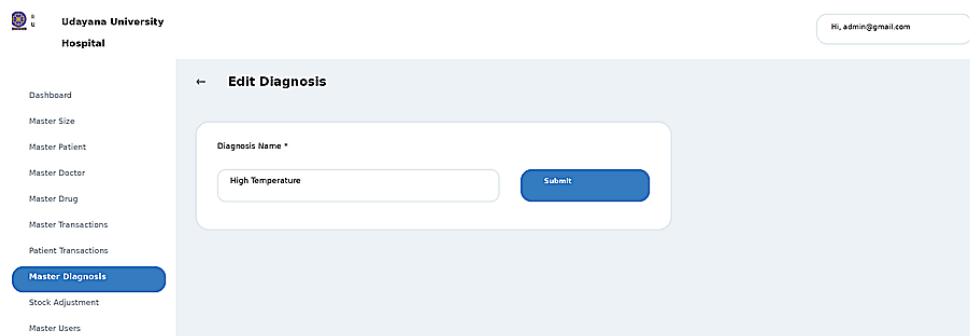 Udayana University
Hospital
Hi, admin@gmail.com
← Edit Diagnosis
Dashboard
Master Size
Master Patient
Master Doctor
Master Drug
Master Transactions
Patient Transactions
Master Diagnosis
Stock Adjustment
Master Users
Diagnosis Name *
High Temperature
Submit